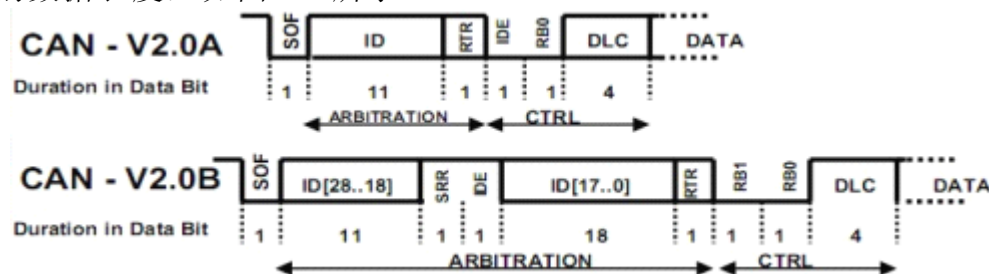 SOF ID RTR IDE RB0 DLC DATA
CAN - V2.0A
Duration in Data Bit 1 11 1 1 1 4
ARBITRATION CTRL
SOF ID[28..18] SRR IDE ID[17..0] RTR RB1 RB0 DLC DATA
CAN - V2.0B
Duration in Data Bit 1 11 1 1 18 1 1 1 4
ARBITRATION CTRL